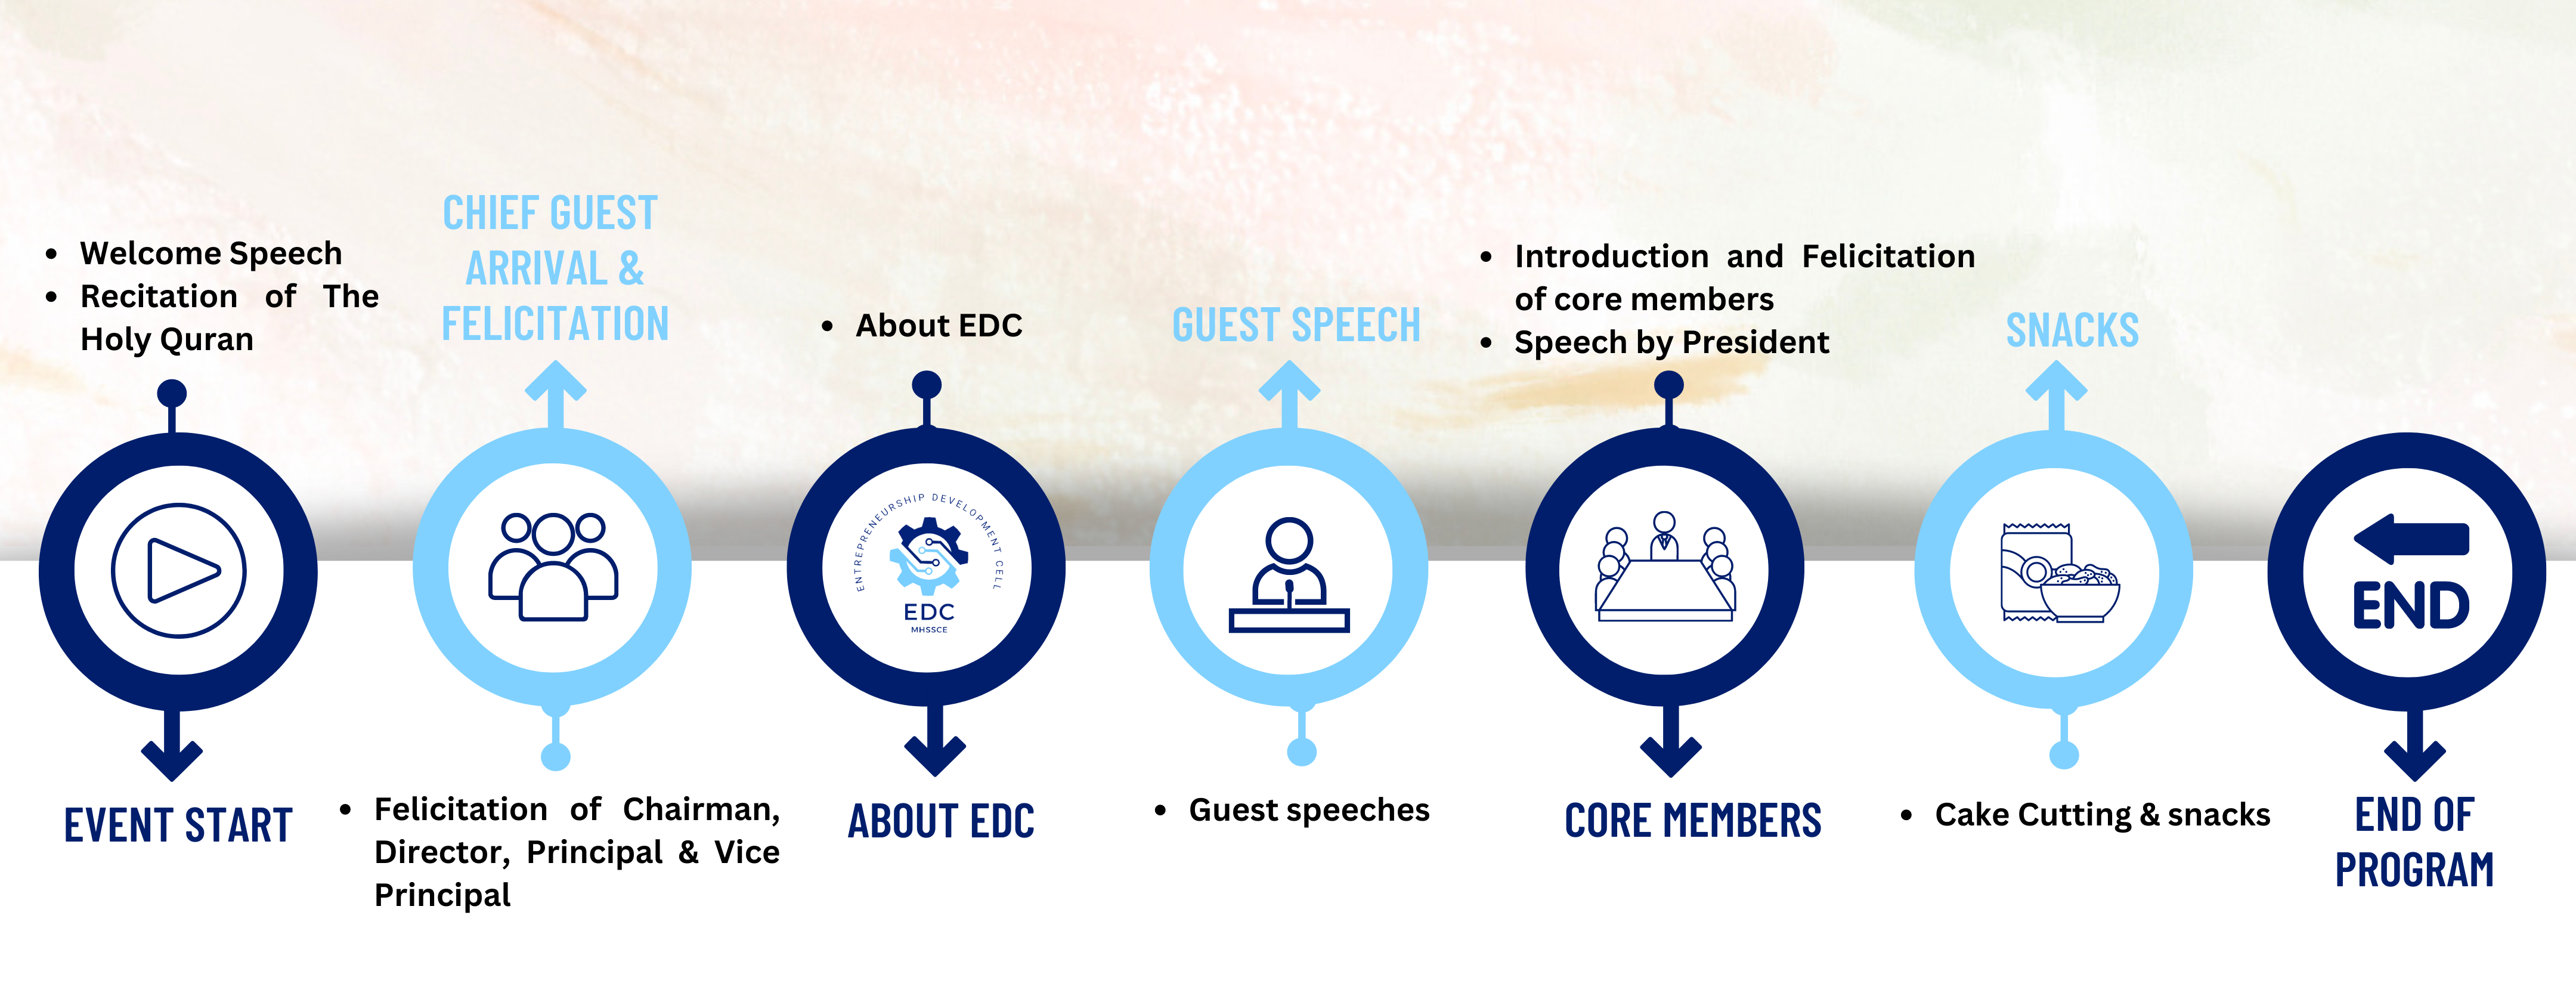 • Welcome Speech
• Recitation of The
Holy Quran
CHIEF GUEST
ARRIVAL &
FELICITATION
• About EDC
GUEST SPEECH
• Introduction and Felicitation
of core members
• Speech by President
SNACKS
ENTREPRENEURSHIP DEVELOPMENT CELL
EDC
MHSSCE
END
EVENT START
• Felicitation of Chairman,
Director, Principal & Vice
Principal
ABOUT EDC
• Guest speeches
CORE MEMBERS
• Cake Cutting & snacks
END OF
PROGRAM